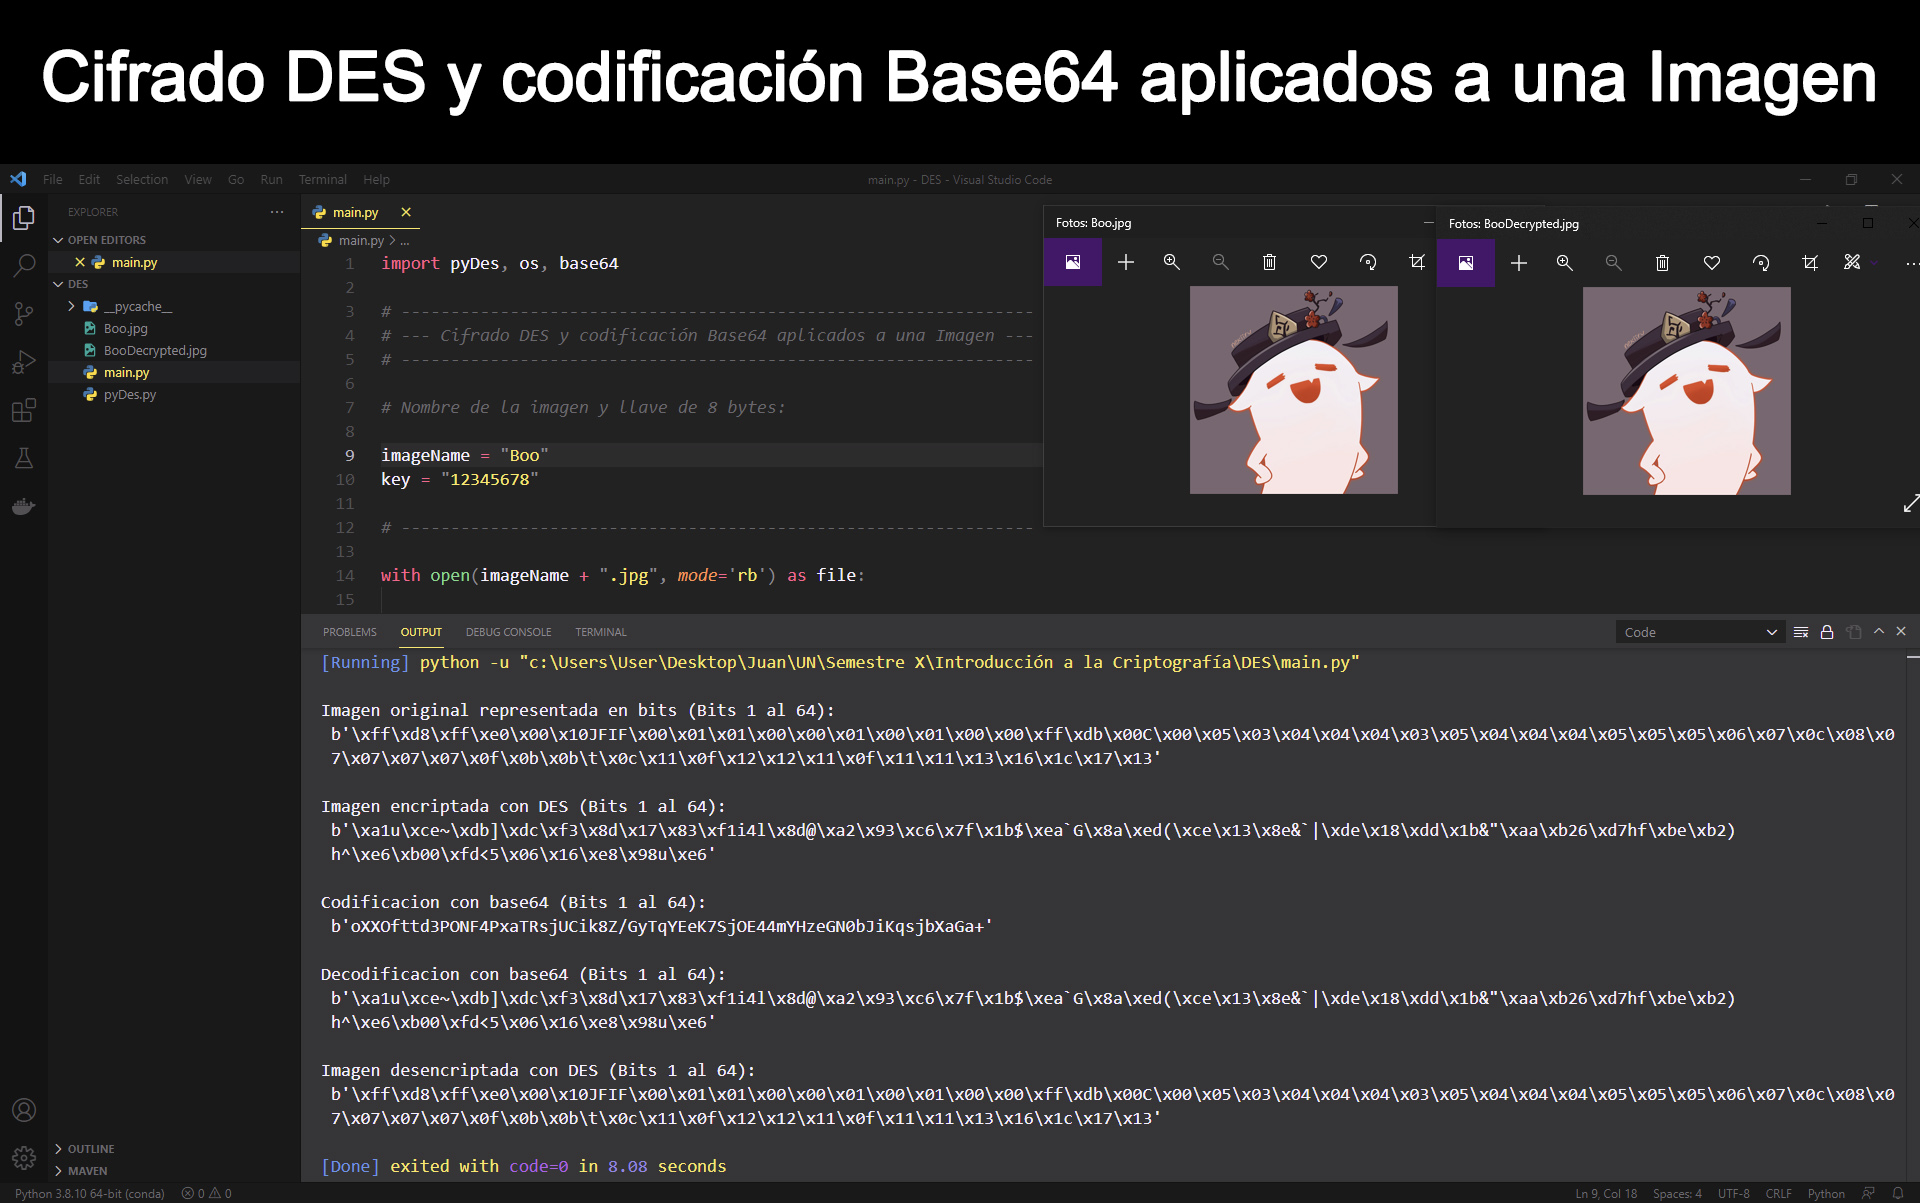 Cifrado DES y codificación Base64 aplicados a una Imagen
File Edit Selection View Go Run Terminal Help
main.py - DES - Visual Studio Code
EXPLORER
OPEN EDITORS
main.py
DES
__pycache__
Boo.jpg
BooDecrypted.jpg
main.py
pyDes.py
OUTLINE
MAVEN
main.py
main.py > ...
1 import pyDes, os, base64
2
3 # ----------------------------------------------------------------
4 # --- Cifrado DES y codificación Base64 aplicados a una Imagen ---
5 # ----------------------------------------------------------------
6
7 # Nombre de la imagen y llave de 8 bytes:
8
9 imageName = "Boo"
10 key = "12345678"
11
12 # ----------------------------------------------------------------
13
14 with open(imageName + ".jpg", mode='rb') as file:
15
Fotos: Boo.jpg
Fotos: BooDecrypted.jpg
PROBLEMS OUTPUT DEBUG CONSOLE TERMINAL
Code
[Running] python -u "c:\Users\User\Desktop\Juan\UN\Semestre X\Introducción a la Criptografía\DES\main.py"
Imagen original representada en bits (Bits 1 al 64):
b'\xff\xd8\xff\xe0\x00\x10JFIF\x00\x01\x01\x00\x00\x01\x00\x01\x00\x00\xff\xdb\x00C\x00\x05\x03\x04\x04\x04\x03\x05\x04\x04\x04\x05\x05\x05\x06\x07\x0c\x08\x0
7\x07\x07\x07\x0f\x0b\x0b\t\x0c\x11\x0f\x12\x12\x11\x0f\x11\x11\x13\x16\x1c\x17\x13'
Imagen encriptada con DES (Bits 1 al 64):
b'\xa1u\xce~\xdb]\xdc\xf3\x8d\x17\x83\xf1i4l\x8d@\xa2\x93\xc6\x7f\x1b$\xea`G\x8a\xed(\xce\x13\x8e&`|\xde\x18\xdd\x1b&"\xaa\xb26\xd7hf\xbe\xb2)
h^\xe6\xb00\xfd<5\x06\x16\xe8\x98u\xe6'
Codificacion con base64 (Bits 1 al 64):
b'oXXOfttd3PONF4PxaTRsjUCik8Z/GyTqYEeK7SjOE44mYHzeGN0bJiKqsjbXaGa+'
Decodificacion con base64 (Bits 1 al 64):
b'\xa1u\xce~\xdb]\xdc\xf3\x8d\x17\x83\xf1i4l\x8d@\xa2\x93\xc6\x7f\x1b$\xea`G\x8a\xed(\xce\x13\x8e&`|\xde\x18\xdd\x1b&"\xaa\xb26\xd7hf\xbe\xb2)
h^\xe6\xb00\xfd<5\x06\x16\xe8\x98u\xe6'
Imagen desencriptada con DES (Bits 1 al 64):
b'\xff\xd8\xff\xe0\x00\x10JFIF\x00\x01\x01\x00\x00\x01\x00\x01\x00\x00\xff\xdb\x00C\x00\x05\x03\x04\x04\x04\x03\x05\x04\x04\x04\x05\x05\x05\x06\x07\x0c\x08\x0
7\x07\x07\x07\x0f\x0b\x0b\t\x0c\x11\x0f\x12\x12\x11\x0f\x11\x11\x13\x16\x1c\x17\x13'
[Done] exited with code=0 in 8.08 seconds
Python 3.8.10 64-bit (conda) 0 0
Ln 9, Col 18 Spaces: 4 UTF-8 CRLF Python